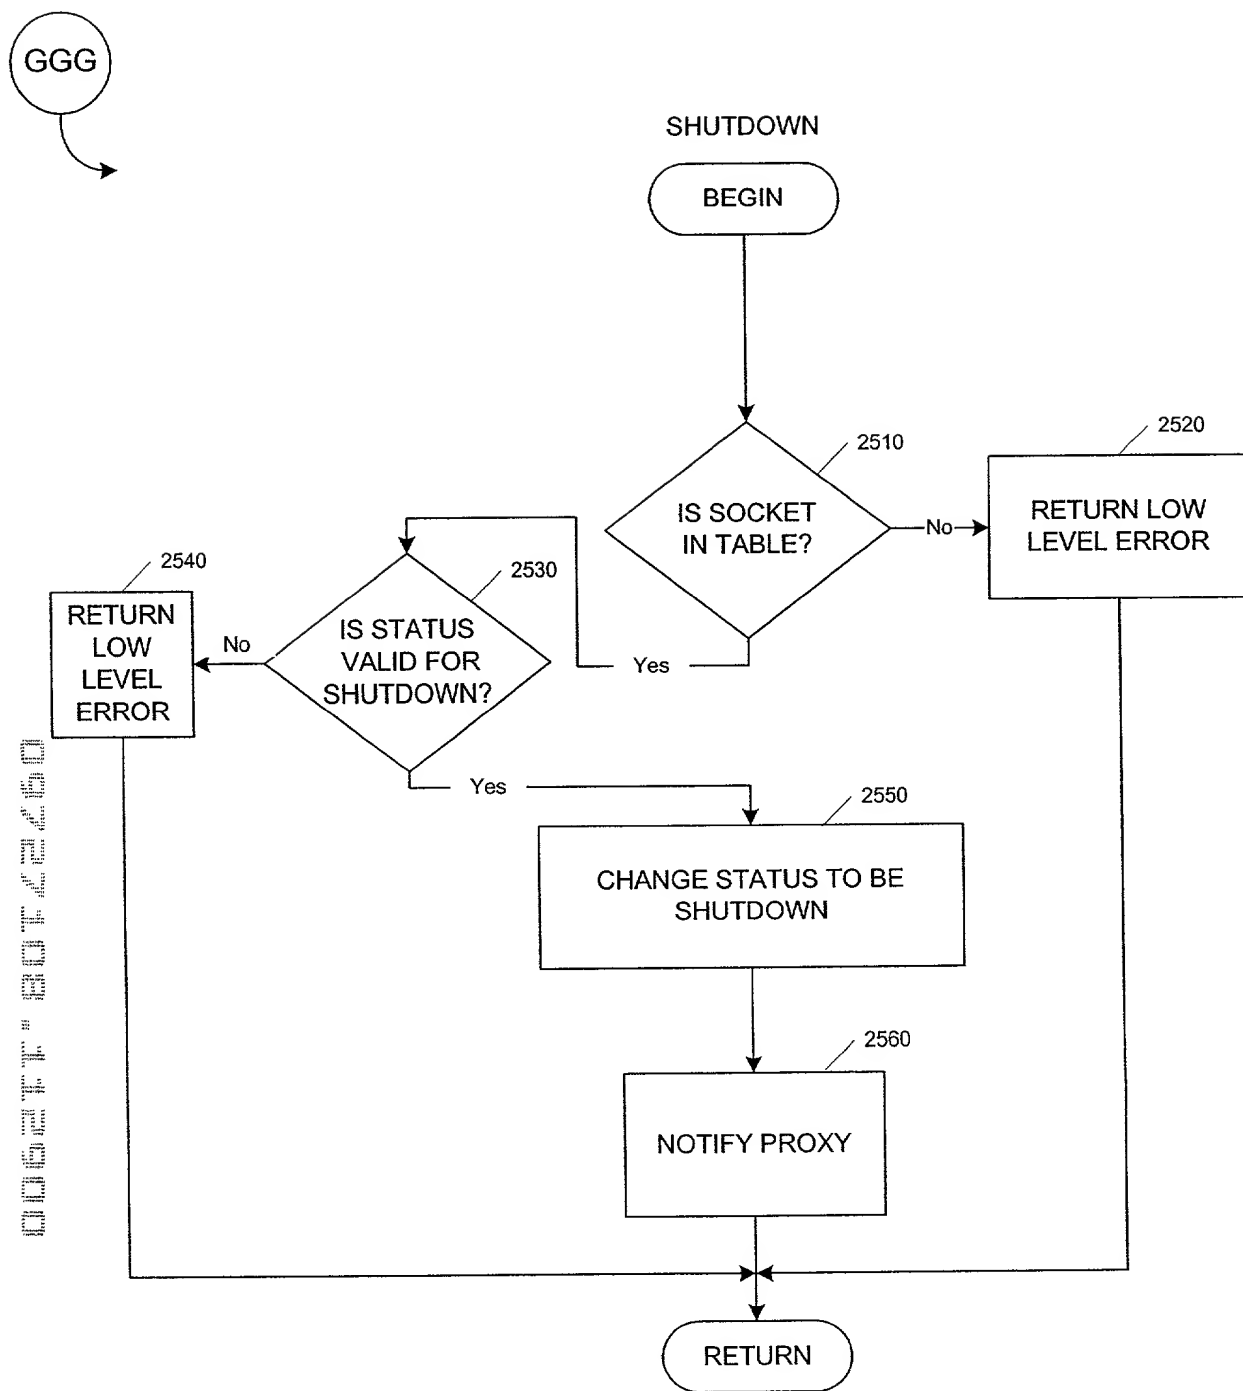 GGG
SHUTDOWN
BEGIN
2510
IS SOCKET
IN TABLE?
No
2520
RETURN LOW
LEVEL ERROR
Yes
2530
IS STATUS
VALID FOR
SHUTDOWN?
No
2540
RETURN
LOW
LEVEL
ERROR
Yes
2550
CHANGE STATUS TO BE
SHUTDOWN
2560
NOTIFY PROXY
RETURN